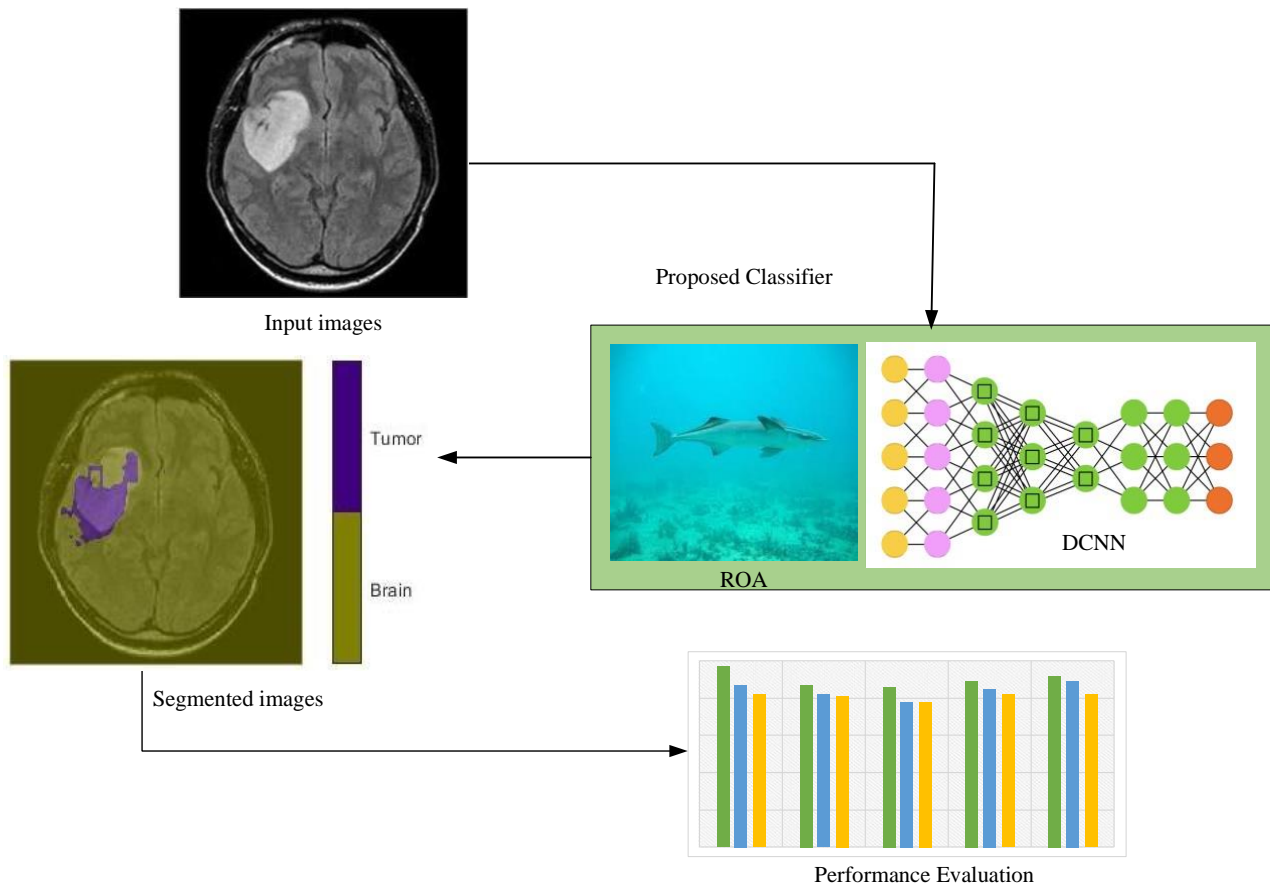 Input images
Proposed Classifier
ROA
DCNN
Tumor
Brain
Segmented images
Performance Evaluation